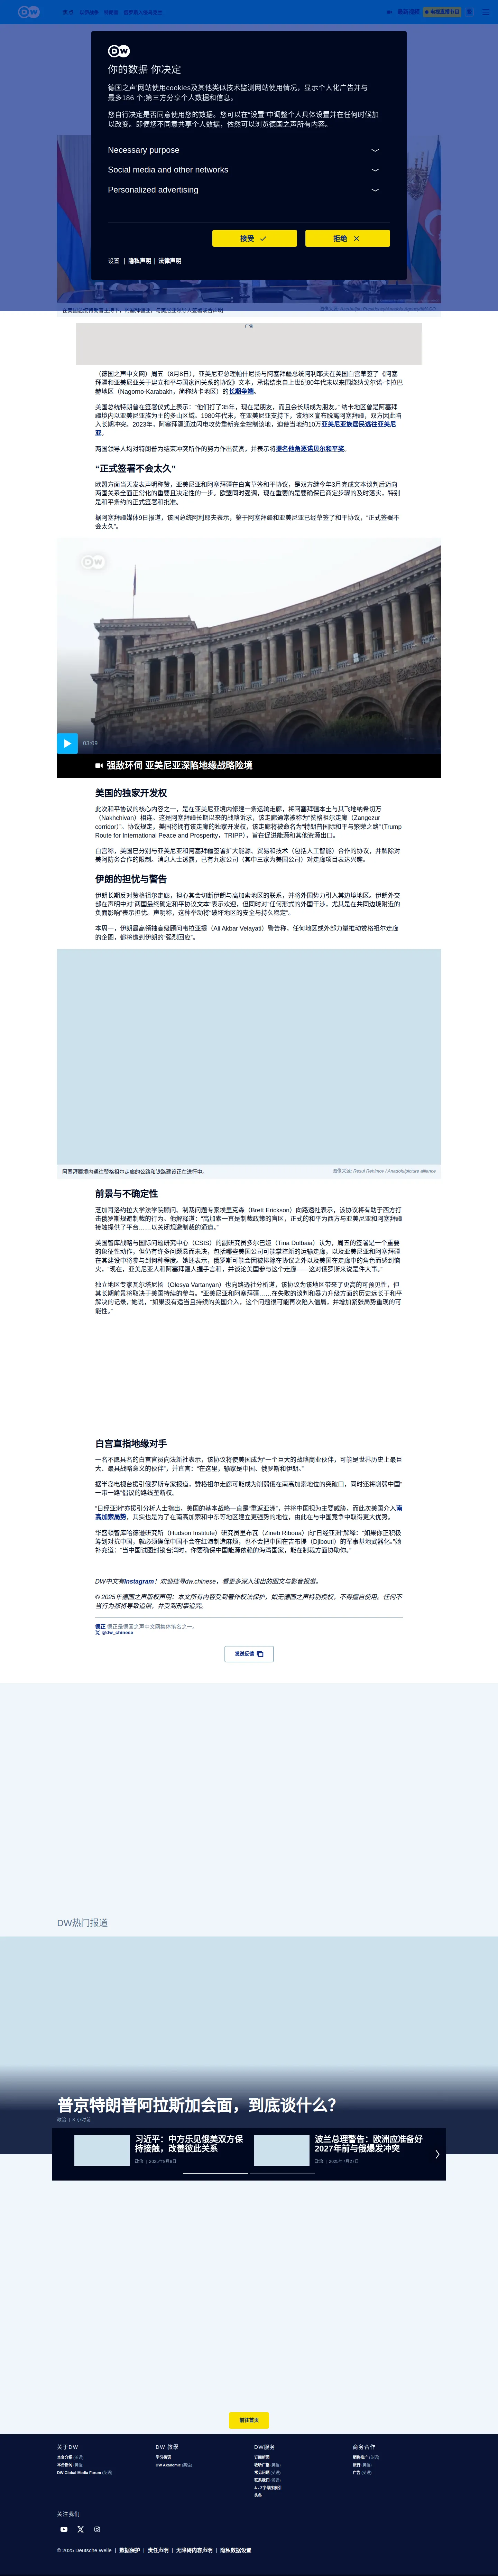 DW
你的数据 你决定
德国之声'网站使用cookies及其他类似技术监测网站使用情况，显示个人化广告并与
最多186 个;第三方分享个人数据和信息。
您自行决定是否同意使用您的数据。您可以在"设置"中调整个人具体设置并在任何时候加
以改变。即便您不同意共享个人数据，依然可以浏览德国之声所有内容。
Necessary purpose
Social media and other networks
Personalized advertising
接受
拒绝
设置 | 隐私声明 | 法律声明
在美国总统特朗普主持下，阿塞拜疆与亚美尼亚领导人签署联合声明
广告
（德国之声中文网）周五（8月8日），亚美尼亚总理帕什尼扬与阿塞拜疆总统阿利耶夫在美国白宫草签了《阿塞
拜疆和亚美尼亚关于建立和平与国家间关系的协议》文本，承诺结束自上世纪80年代末以来围绕纳戈尔诺-卡拉巴
赫地区（Nagorno-Karabakh，简称纳卡地区）的长期争端。
美国总统特朗普在签署仪式上表示："他们打了35年，现在是朋友，而且会长期成为朋友。" 纳卡地区曾是阿塞拜
疆境内以亚美尼亚族为主的多山区域。1980年代末，在亚美尼亚支持下，该地区宣布脱离阿塞拜疆，双方因此陷
入长期冲突。2023年，阿塞拜疆通过闪电攻势重新完全控制该地，迫使当地约10万亚美尼亚族居民逃往亚美尼
亚。
两国领导人均对特朗普为结束冲突所作的努力作出赞赏，并表示将提名他角逐诺贝尔和平奖。
"正式签署不会太久"
欧盟方面当天发表声明称赞，亚美尼亚和阿塞拜疆在白宫草签和平协议，是双方继今年3月完成文本谈判后迈向
两国关系全面正常化的重要且决定性的一步。欧盟同时强调，现在重要的是要确保已商定步骤的及时落实，特别
是和平条约的正式签署和批准。
据阿塞拜疆媒体9日报道，该国总统阿利耶夫表示，鉴于阿塞拜疆和亚美尼亚已经草签了和平协议，"正式签署不
会太久"。
DW
03:09
强敌环伺 亚美尼亚深陷地缘战略险境
美国的独家开发权
此次和平协议的核心内容之一，是在亚美尼亚境内修建一条运输走廊，将阿塞拜疆本土与其飞地纳希切万
（Nakhchivan）相连。这是阿塞拜疆长期以来的战略诉求，该走廊通常被称为"赞格祖尔走廊（Zangezur
corridor）"。协议规定，美国将拥有该走廊的独家开发权，该走廊将被命名为"特朗普国际和平与繁荣之路"（Trump
Route for International Peace and Prosperity，TRIPP），旨在促进能源和其他资源出口。
白宫称，美国已分别与亚美尼亚和阿塞拜疆签署扩大能源、贸易和技术（包括人工智能）合作的协议，并解除对
美阿防务合作的限制。消息人士透露，已有九家公司（其中三家为美国公司）对走廊项目表达兴趣。
伊朗的担忧与警告
伊朗长期反对赞格祖尔走廊，担心其会切断伊朗与高加索地区的联系，并将外国势力引入其边境地区。伊朗外交
部在声明中对"两国最终确定和平协议文本"表示欢迎，但同时对"任何形式的外国干涉，尤其是在共同边境附近的
负面影响"表示担忧。声明称，这种举动将"破坏地区的安全与持久稳定"。
本周一，伊朗最高领袖高级顾问韦拉亚提（Ali Akbar Velayati）警告称，任何地区或外部力量推动赞格祖尔走廊
的企图，都将遭到伊朗的"强烈回应"。
阿塞拜疆境内通往赞格祖尔走廊的公路和铁路建设正在进行中。
图像来源: Resul Rehimov / Anadolu/picture alliance
前景与不确定性
芝加哥洛约拉大学法学院顾问、制裁问题专家埃里克森（Brett Erickson）向路透社表示，该协议将有助于西方打
击俄罗斯规避制裁的行为。他解释道："高加索一直是制裁政策的盲区，正式的和平为西方与亚美尼亚和阿塞拜疆
接触提供了平台……以关闭规避制裁的通道。"
美国智库战略与国际问题研究中心（CSIS）的副研究员多尔巴娅（Tina Dolbaia）认为，周五的签署是一个重要
的象征性动作，但仍有许多问题悬而未决，包括哪些美国公司可能掌控新的运输走廊，以及亚美尼亚和阿塞拜疆
在其建设中将参与到何种程度。她还表示，俄罗斯可能会因被排除在协议之外以及美国在走廊中的角色而感到恼
火，"现在，亚美尼亚人和阿塞拜疆人握手言和，并谈论美国参与这个走廊——这对俄罗斯来说是件大事。"
独立地区专家瓦尔塔尼扬（Olesya Vartanyan）也向路透社分析道，该协议为该地区带来了更高的可预见性，但
其长期前景将取决于美国持续的参与。"亚美尼亚和阿塞拜疆……在失败的谈判和暴力升级方面的历史远长于和平
解决的记录，"她说，"如果没有适当且持续的美国介入，这个问题很可能再次陷入僵局，并增加紧张局势重现的可
能性。"
白宫直指地缘对手
一名不愿具名的白宫官员向法新社表示，该协议将使美国成为"一个巨大的战略商业伙伴，可能是世界历史上最巨
大、最具战略意义的伙伴"，并直言："在这里，输家是中国、俄罗斯和伊朗。"
据半岛电视台援引俄罗斯专家报道，赞格祖尔走廊可能成为削弱俄在南高加索地位的突破口，同时还将削弱中国"
一带一路"倡议的路线垄断权。
"日经亚洲"亦援引分析人士指出，美国的基本战略一直是"重返亚洲"，并将中国视为主要威胁，而此次美国介入南
高加索局势，其实也是为了在南高加索和中东等地区建立更强势的地位，由此在与中国竞争中取得更大优势。
华盛顿智库哈德逊研究所（Hudson Institute）研究员里布瓦（Zineb Riboua）向"日经亚洲"解释："如果你正积极
筹划对抗中国，就必须确保中国不会在红海制造麻烦，也不会把中国在吉布提（Djibouti）的军事基地武器化。"她
补充道："当中国试图封锁台湾时，你要确保中国能源依赖的海湾国家，能在制裁方面协助你。"
DW中文有Instagram！欢迎搜寻dw.chinese，看更多深入浅出的图文与影音报道。
© 2025年德国之声版权声明：本文所有内容受到著作权法保护，如无德国之声特别授权，不得擅自使用。任何不
当行为都将导致追偿，并受到刑事追究。
德正 德正是德国之声中文网集体笔名之一。
@dw_chinese
发送反馈
DW热门报道
普京特朗普阿拉斯加会面，到底谈什么？
政治 | 6 小时前
习近平：中方乐见俄美双方保
持接触，改善彼此关系
政治 | 2025年8月8日
波兰总理警告：欧洲应准备好
2027年前与俄爆发冲突
政治 | 2025年7月27日
前往首页
关于DW
本台介绍 (英语)
本台新闻 (英语)
DW Global Media Forum (英语)
DW 教學
学习德语
DW Akademie (英语)
DW服务
订阅新闻
收听广播 (英语)
常见问题 (英语)
联系我们 (英语)
A - Z字母序索引
头条
商务合作
销售推广 (英语)
旅行 (英语)
广告 (英语)
关注我们
© 2025 Deutsche Welle | 数据保护 | 责任声明 | 无障碍内容声明 | 隐私数据设置